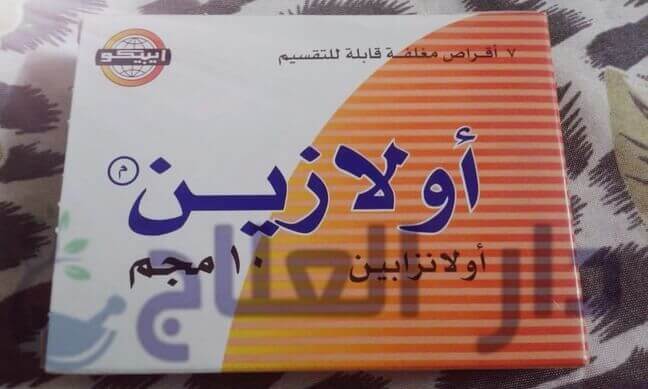 ايبيكو
٧ أقراص مغلفة قابلة للتقسيم
أولازين
م
أولانزابين ١٠ مجم
دار العلاج